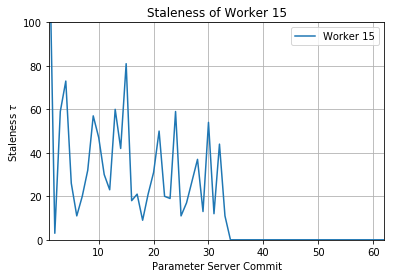 Staleness of Worker 15
Worker 15
Staleness τ
100
80
60
40
20
0
10 20 30 40 50 60
Parameter Server Commit